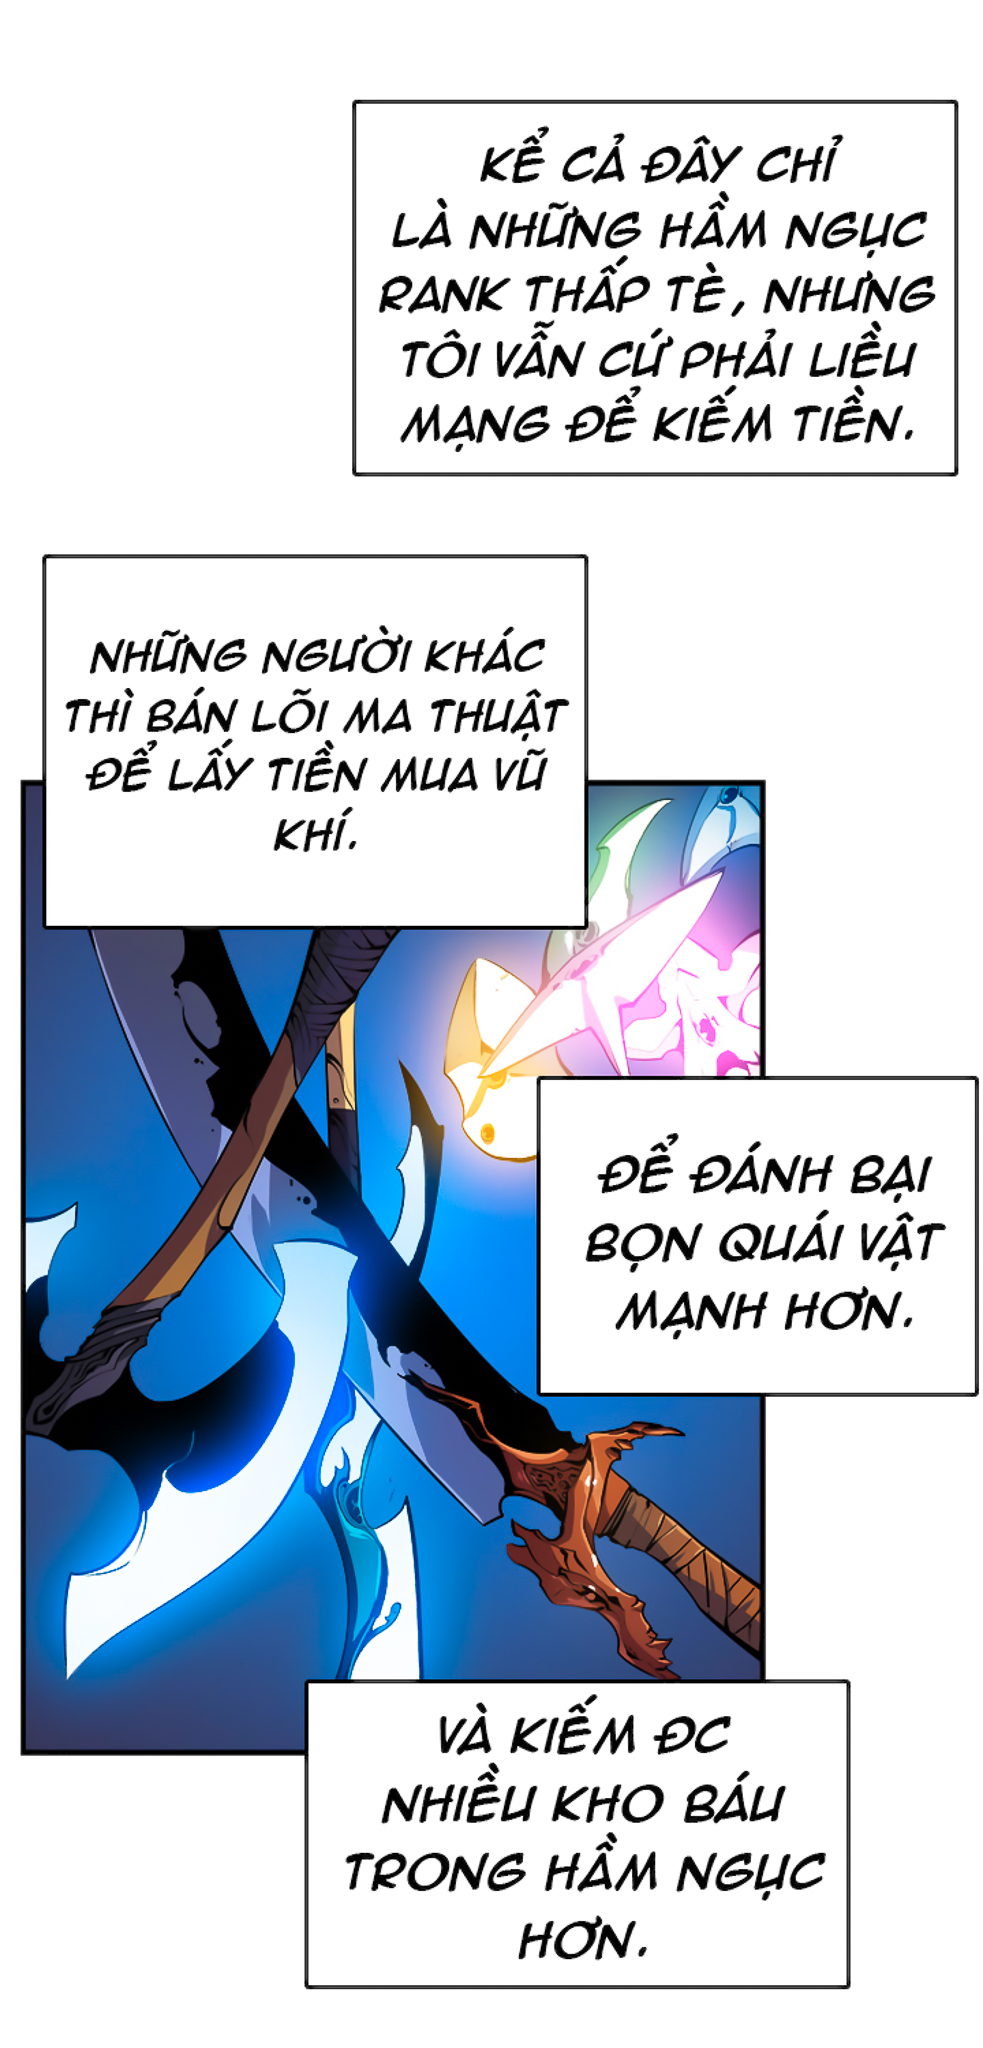 KỂ CẢ ĐÂY CHỈ
LÀ NHỮNG HẦM NGỤC
RANK THẤP TÈ, NHƯNG
TÔI VẪN CỨ PHẢI LIỀU
MẠNG ĐỂ KIẾM TIỀN.
NHỮNG NGƯỜI KHÁC
THÌ BÁN LÕI MA THUẬT
ĐỂ LẤY TIỀN MUA VŨ
KHÍ.
ĐỂ ĐÁNH BẠI
BỌN QUÁI VẬT
MẠNH HƠN.
VÀ KIẾM ĐC
NHIỀU KHO BÁU
TRONG HẦM NGỤC
HƠN.